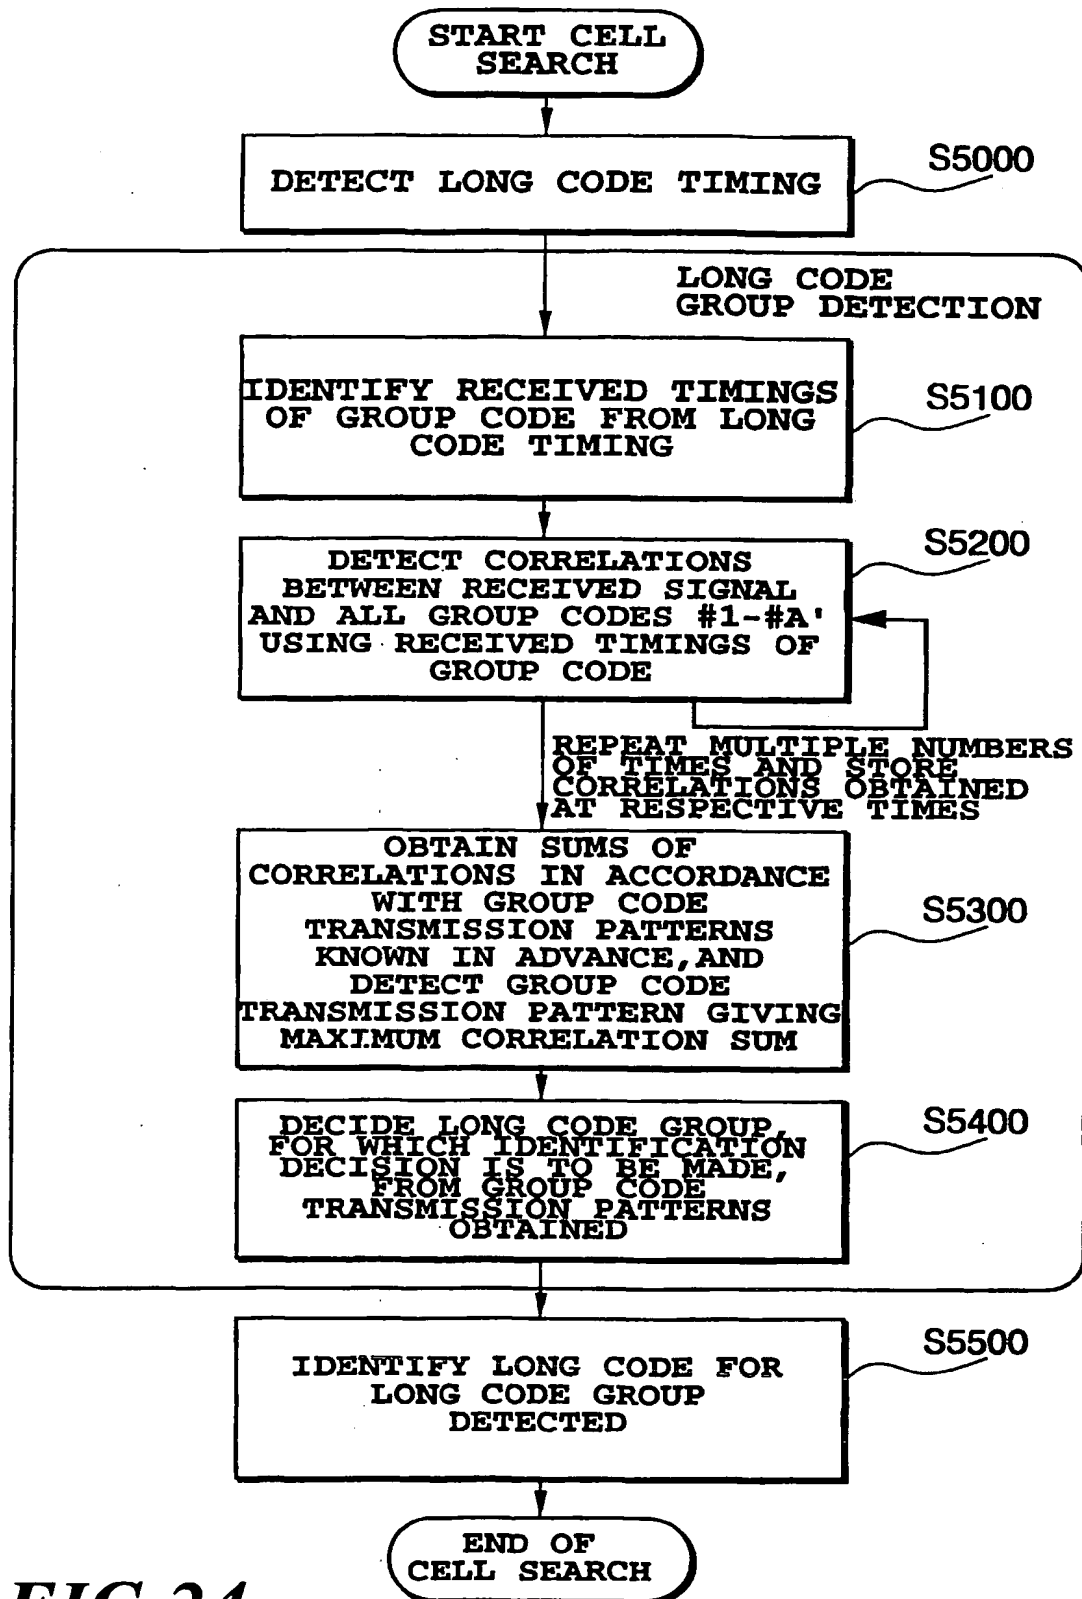 START CELL
SEARCH
DETECT LONG CODE TIMING
S5000
LONG CODE
GROUP DETECTION
IDENTIFY RECEIVED TIMINGS
OF GROUP CODE FROM LONG
CODE TIMING
S5100
DETECT CORRELATIONS
BETWEEN RECEIVED SIGNAL
AND ALL GROUP CODES #1-#A'
USING RECEIVED TIMINGS OF
GROUP CODE
S5200
REPEAT MULTIPLE NUMBERS
OF TIMES AND STORE
CORRELATIONS OBTAINED
AT RESPECTIVE TIMES
OBTAIN SUMS OF
CORRELATIONS IN ACCORDANCE
WITH GROUP CODE
TRANSMISSION PATTERNS
KNOWN IN ADVANCE, AND
DETECT GROUP CODE
TRANSMISSION PATTERN GIVING
MAXIMUM CORRELATION SUM
S5300
DECIDE LONG CODE GROUP,
FOR WHICH IDENTIFICATION
DECISION IS TO BE MADE,
FROM GROUP CODE
TRANSMISSION PATTERNS
OBTAINED
S5400
IDENTIFY LONG CODE FOR
LONG CODE GROUP
DETECTED
S5500
END OF
CELL SEARCH
FIG.24